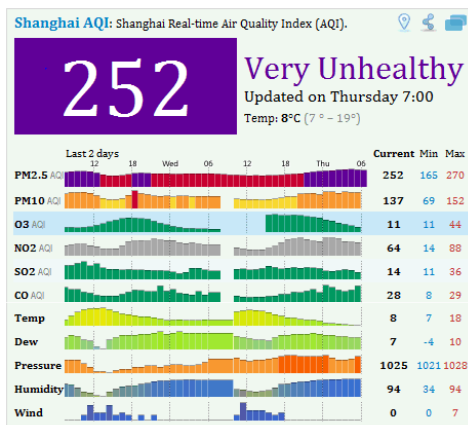 Shanghai AQI: Shanghai Real-time Air Quality Index (AQI).
252
Very Unhealthy
Updated on Thursday 7:00
Temp: 8°C (7 ° – 19°)
Last 2 days Current Min Max
12 18 Wed 06 12 18 Thu 06
PM2.5 AQI 252 165 270
PM10 AQI 137 69 152
O3 AQI 11 11 44
NO2 AQI 64 14 88
SO2 AQI 14 11 36
CO AQI 28 8 29
Temp 8 7 18
Dew 7 -4 10
Pressure 1025 1021 1028
Humidity 94 34 94
Wind 0 0 7